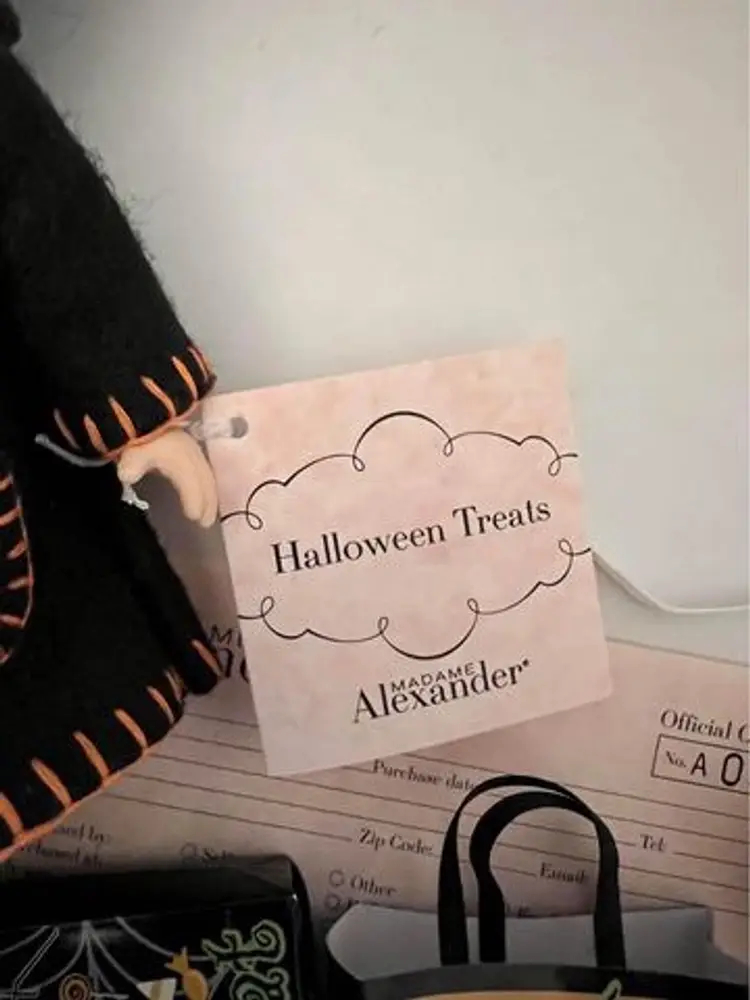 Halloween Treats
MADAME
Alexander
Official
No. A 0
Purchase date
Zip Code:
Tel:
Email:
Other